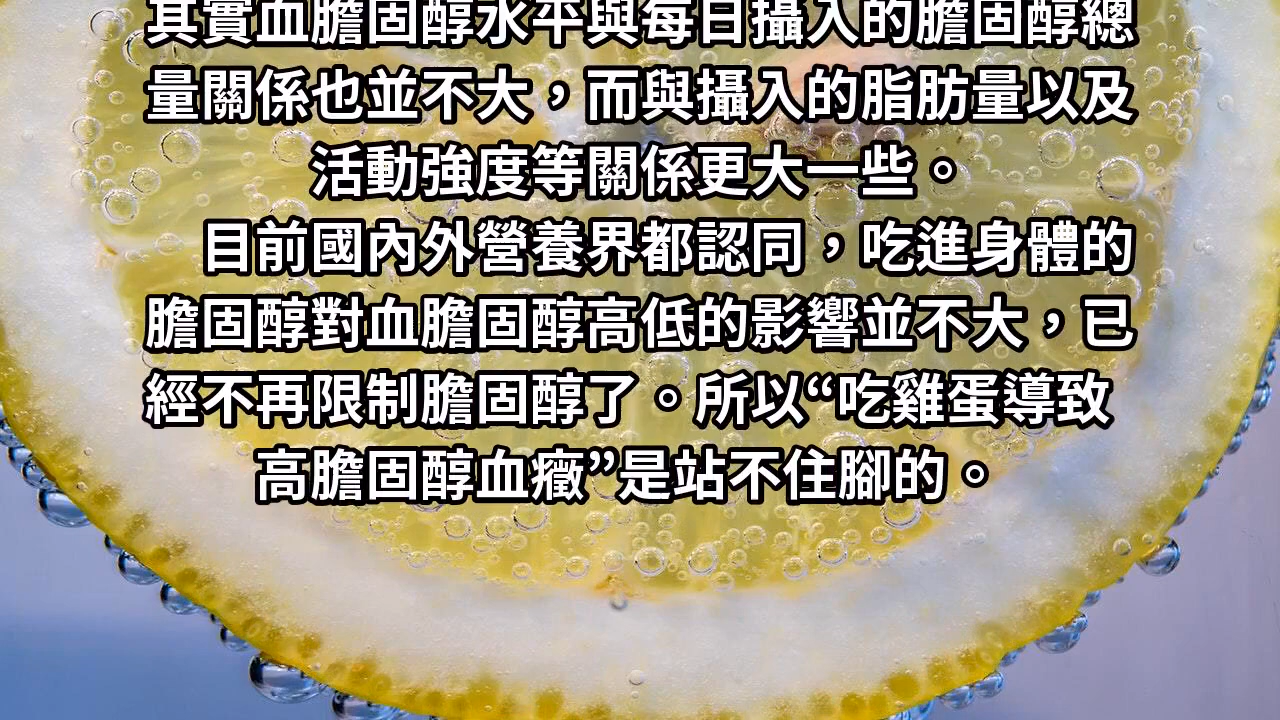 其實血膽固醇水平與每日攝入的膽固醇總
量關係也並不大，而與攝入的脂肪量以及
活動強度等關係更大一些。
目前國內外營養界都認同，吃進身體的
膽固醇對血膽固醇高低的影響並不大，已
經不再限制膽固醇了。所以“吃雞蛋導致
高膽固醇血癥”是站不住腳的。